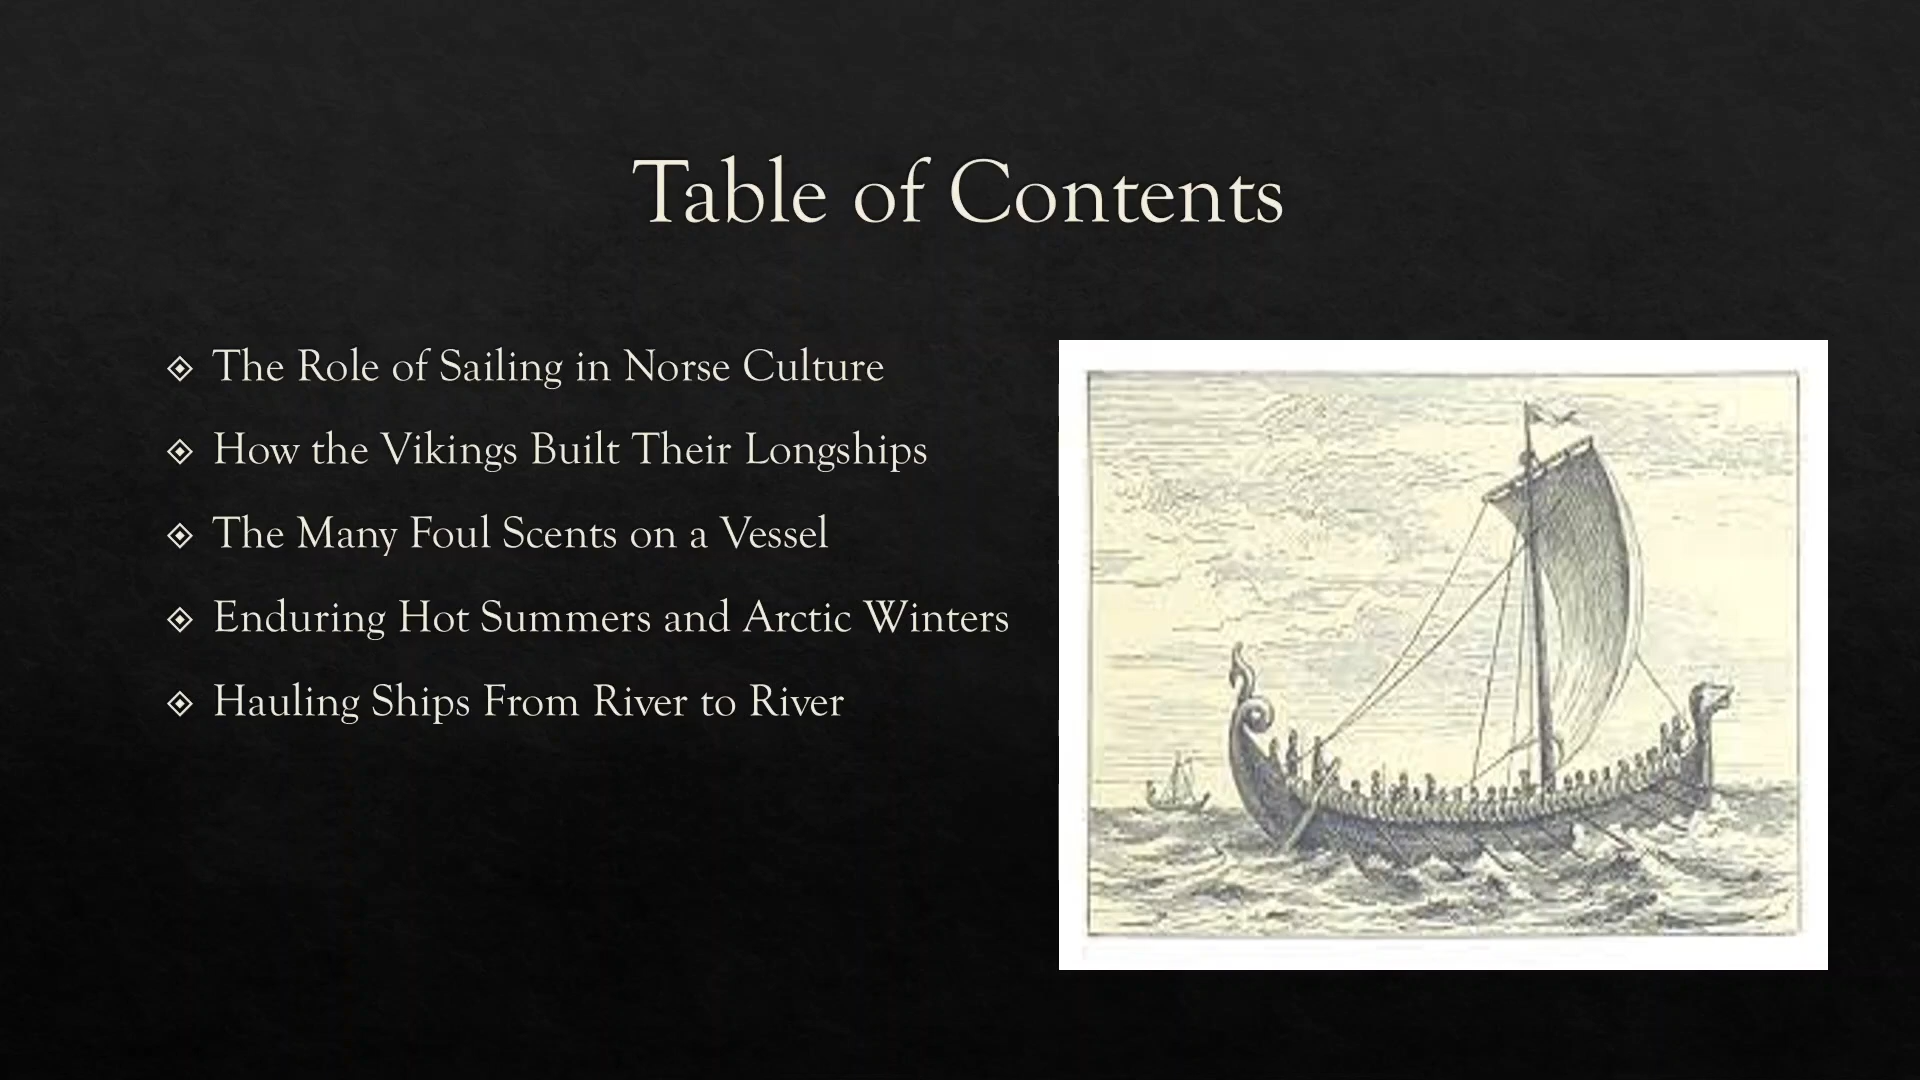 Table of Contents
The Role of Sailing in Norse Culture
How the Vikings Built Their Longships
The Many Foul Scents on a Vessel
Enduring Hot Summers and Arctic Winters
Hauling Ships From River to River